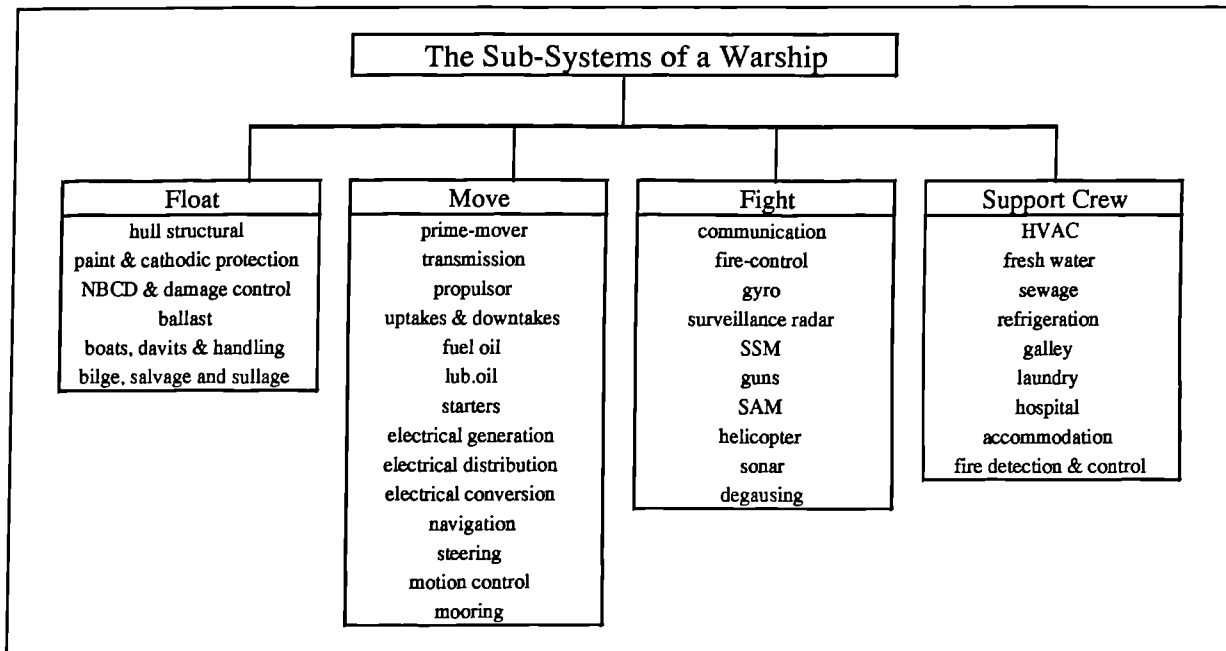 The Sub-Systems of a Warship
Float
hull structural
paint & cathodic protection
NBCD & damage control
ballast
boats, davits & handling
bilge, salvage and sullage
Move
prime-mover
transmission
propulsor
uptakes & downtakes
fuel oil
lub.oil
starters
electrical generation
electrical distribution
electrical conversion
navigation
steering
motion control
mooring
Fight
communication
fire-control
gyro
surveillance radar
SSM
guns
SAM
helicopter
sonar
degausing
Support Crew
HVAC
fresh water
sewage
refrigeration
galley
laundry
hospital
accommodation
fire detection & control